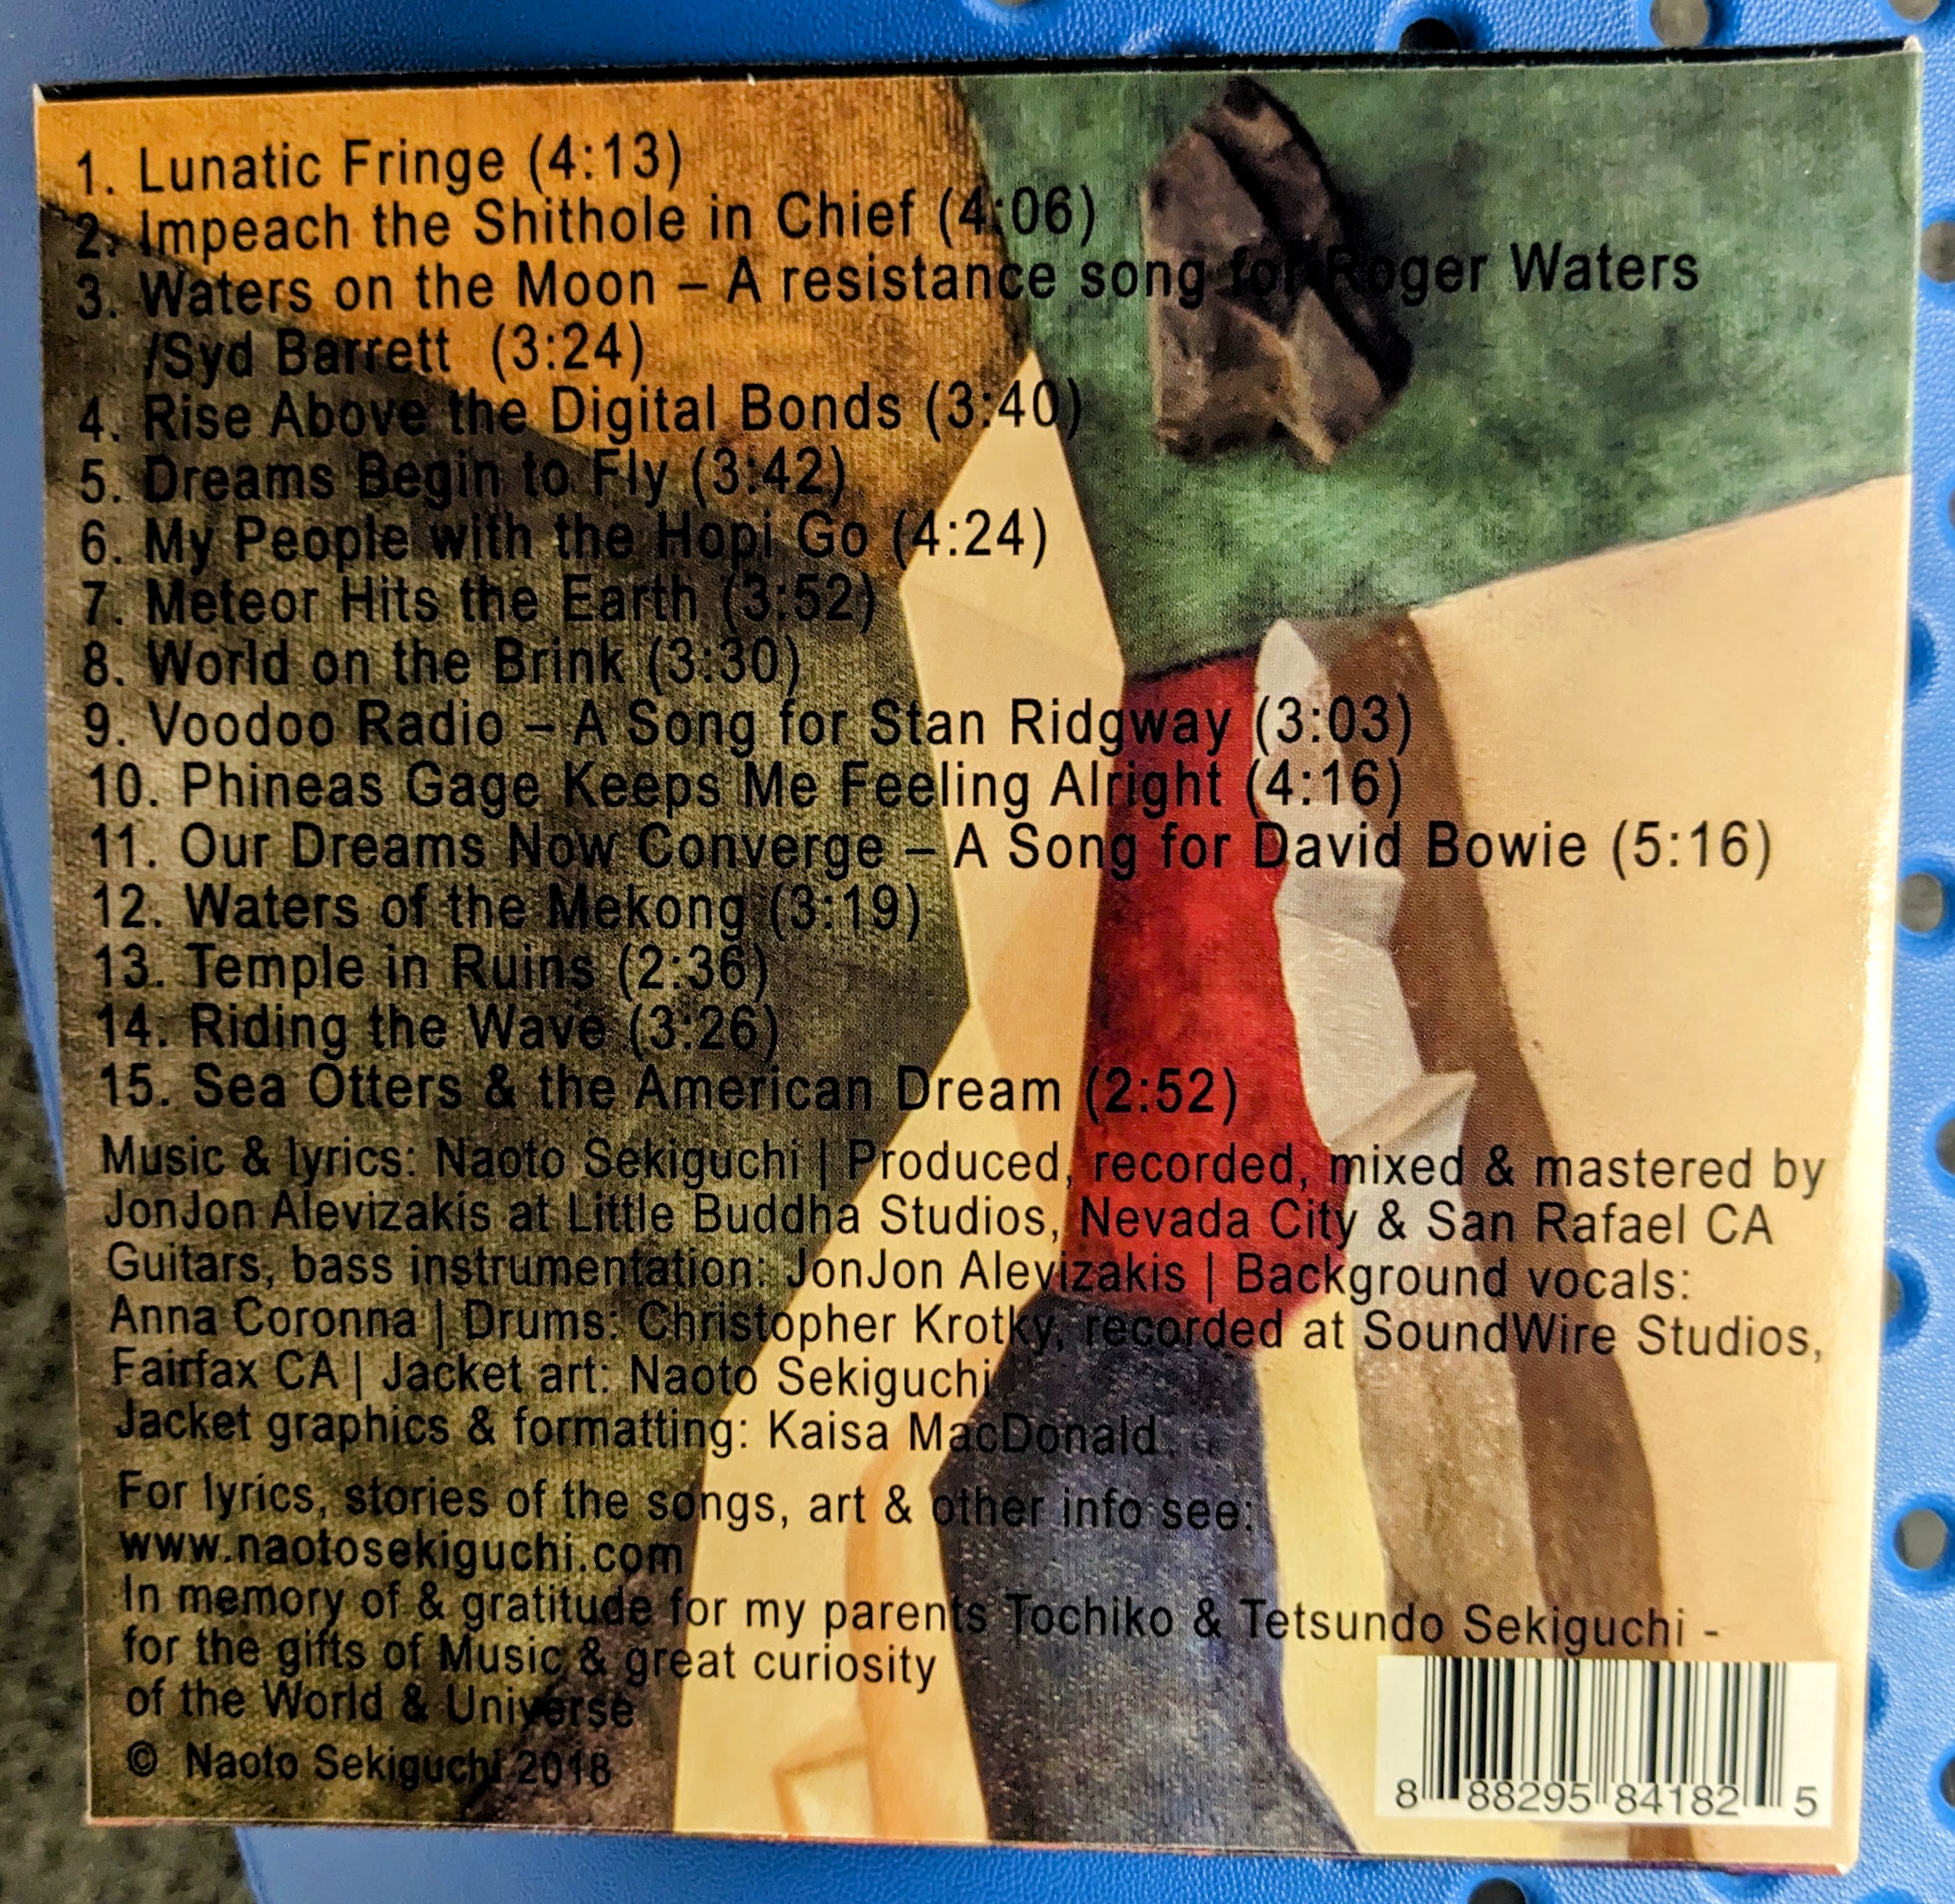 1. Lunatic Fringe (4:13)
2. Impeach the Shithole in Chief (4:06)
3. Waters on the Moon – A resistance song for Roger Waters
/Syd Barrett (3:24)
4. Rise Above the Digital Bonds (3:40)
5. Dreams Begin to Fly (3:42)
6. My People with the Hopi Go (4:24)
7. Meteor Hits the Earth (3:52)
8. World on the Brink (3:30)
9. Voodoo Radio – A Song for Stan Ridgway (3:03)
10. Phineas Gage Keeps Me Feeling Alright (4:16)
11. Our Dreams Now Converge – A Song for David Bowie (5:16)
12. Waters of the Mekong (3:19)
13. Temple in Ruins (2:36)
14. Riding the Wave (3:26)
15. Sea Otters & the American Dream (2:52)
Music & lyrics: Naoto Sekiguchi | Produced, recorded, mixed & mastered by
JonJon Alevizakis at Little Buddha Studios, Nevada City & San Rafael CA
Guitars, bass instrumentation: JonJon Alevizakis | Background vocals:
Anna Coronna | Drums: Christopher Krotky, recorded at SoundWire Studios,
Fairfax CA | Jacket art: Naoto Sekiguchi
Jacket graphics & formatting: Kaisa MacDonald
For lyrics, stories of the songs, art & other info see:
www.naotosekiguchi.com
In memory of & gratitude for my parents Tochiko & Tetsundo Sekiguchi -
for the gifts of Music & great curiosity
of the World & Universe
© Naoto Sekiguchi 2018
8 88295 84182 5